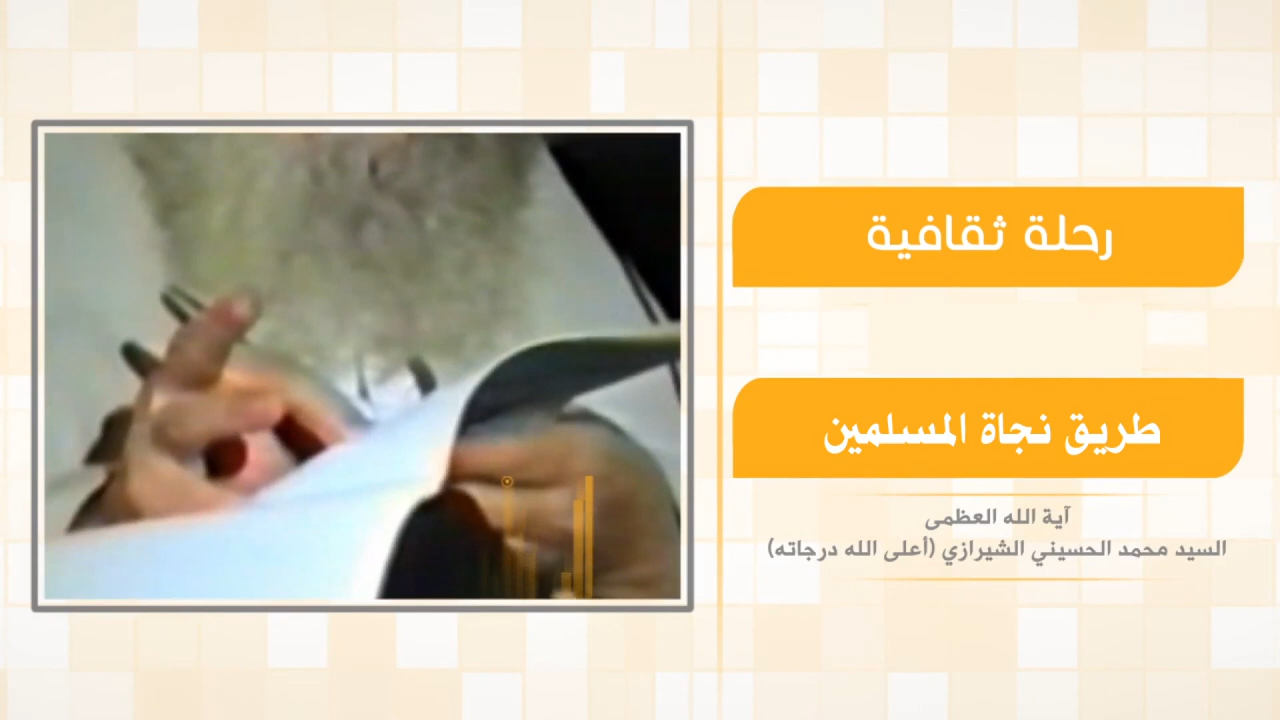 رحلة ثقافية
طريق نجاة المسلمين
آية الله العظمى
السيد محمد الحسيني الشيرازي (أعلى الله درجاته)